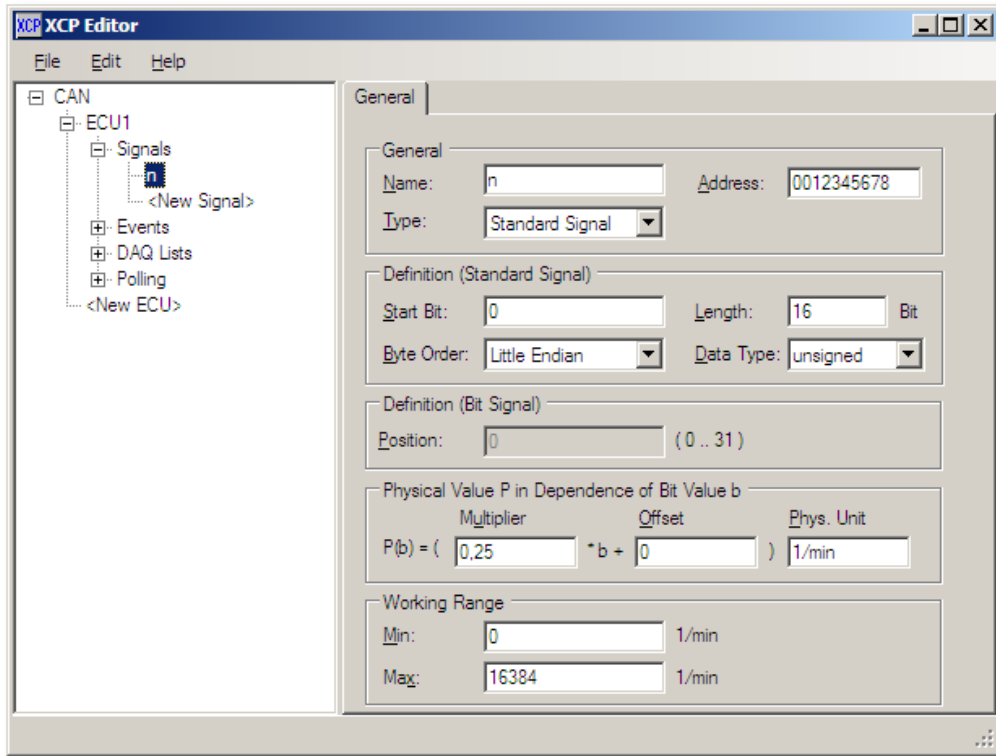 XCP XCP Editor
File Edit Help
CAN
ECU1
Signals
n
<New Signal>
Events
DAQ Lists
Polling
<New ECU>
General
General
Name: n Address: 0012345678
Type: Standard Signal
Definition (Standard Signal)
Start Bit: 0 Length: 16 Bit
Byte Order: Little Endian Data Type: unsigned
Definition (Bit Signal)
Position: 0 ( 0 .. 31 )
Physical Value P in Dependence of Bit Value b
Multiplier Offset Phys. Unit
P(b) = ( 0,25 * b + 0 ) 1/min
Working Range
Min: 0 1/min
Max: 16384 1/min